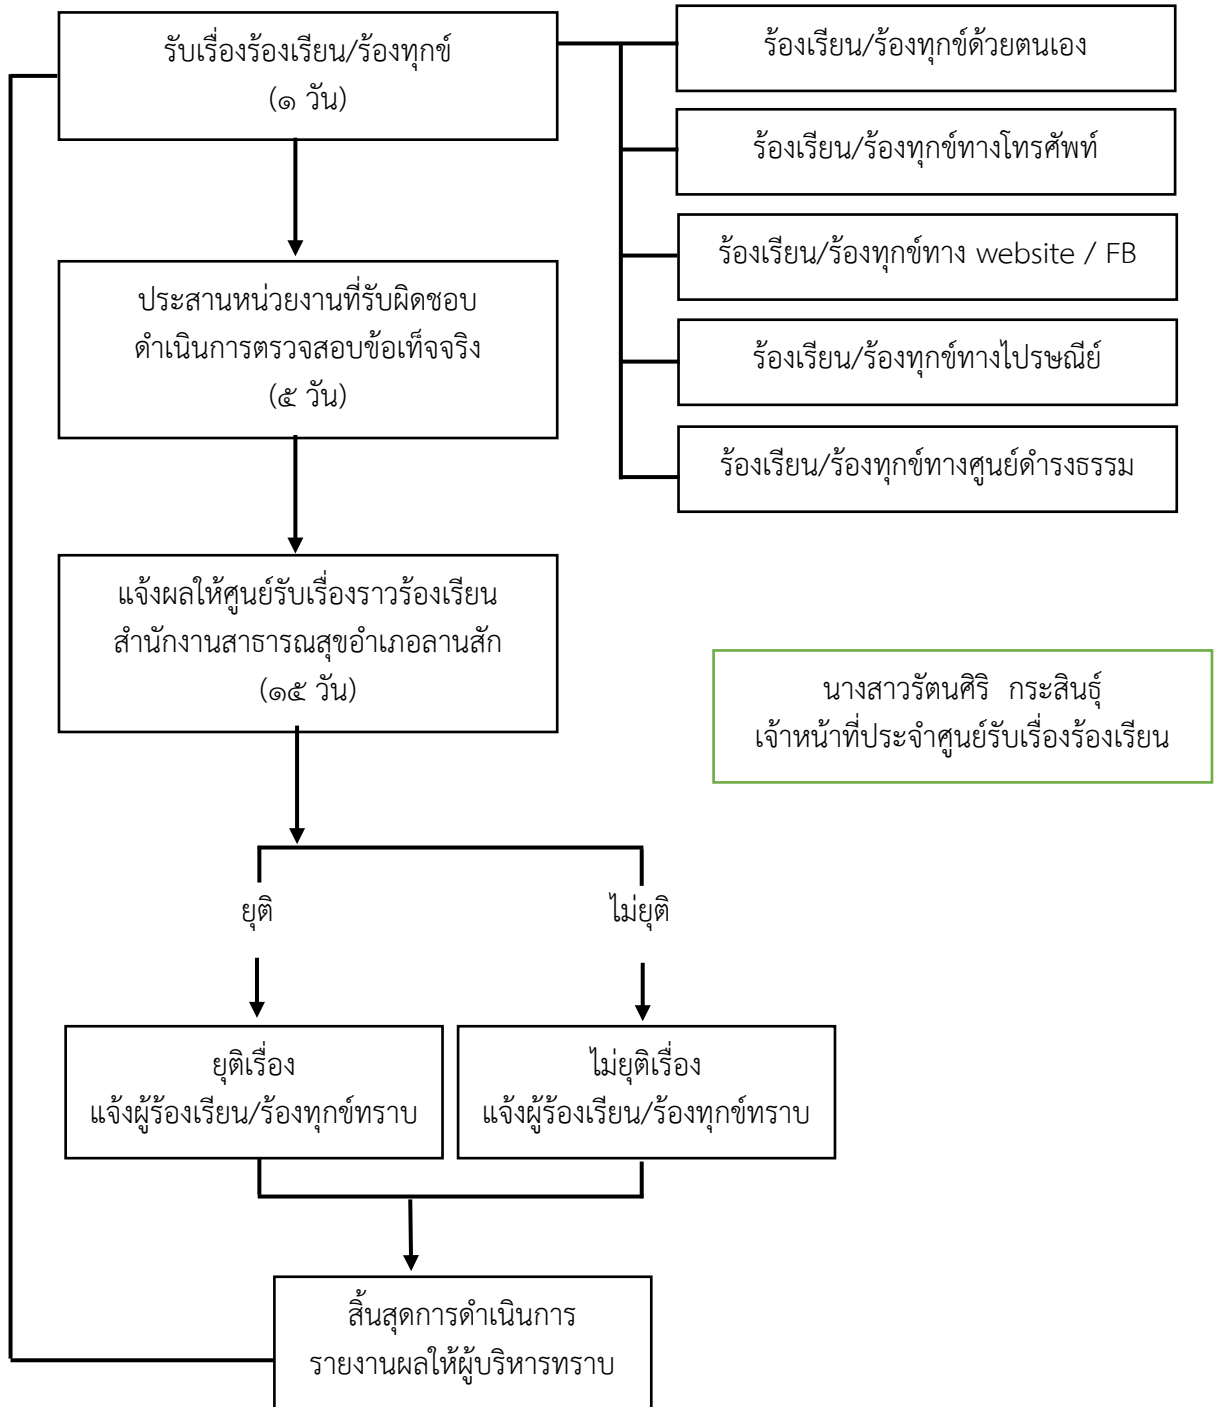 รับเรื่องร้องเรียน/ร้องทุกข์
(๑ วัน)
ร้องเรียน/ร้องทุกข์ด้วยตนเอง
ร้องเรียน/ร้องทุกข์ทางโทรศัพท์
ร้องเรียน/ร้องทุกข์ทาง website / FB
ร้องเรียน/ร้องทุกข์ทางไปรษณีย์
ร้องเรียน/ร้องทุกข์ทางศูนย์ดำรงธรรม
ประสานหน่วยงานที่รับผิดชอบ
ดำเนินการตรวจสอบข้อเท็จจริง
(๕ วัน)
แจ้งผลให้ศูนย์รับเรื่องราวร้องเรียน
สำนักงานสาธารณสุขอำเภอลานสัก
(๑๕ วัน)
นางสาวรัตนศิริ  กระสินธุ์
เจ้าหน้าที่ประจำศูนย์รับเรื่องร้องเรียน
ยุติ
ไม่ยุติ
ยุติเรื่อง
แจ้งผู้ร้องเรียน/ร้องทุกข์ทราบ
ไม่ยุติเรื่อง
แจ้งผู้ร้องเรียน/ร้องทุกข์ทราบ
สิ้นสุดการดำเนินการ
รายงานผลให้ผู้บริหารทราบ